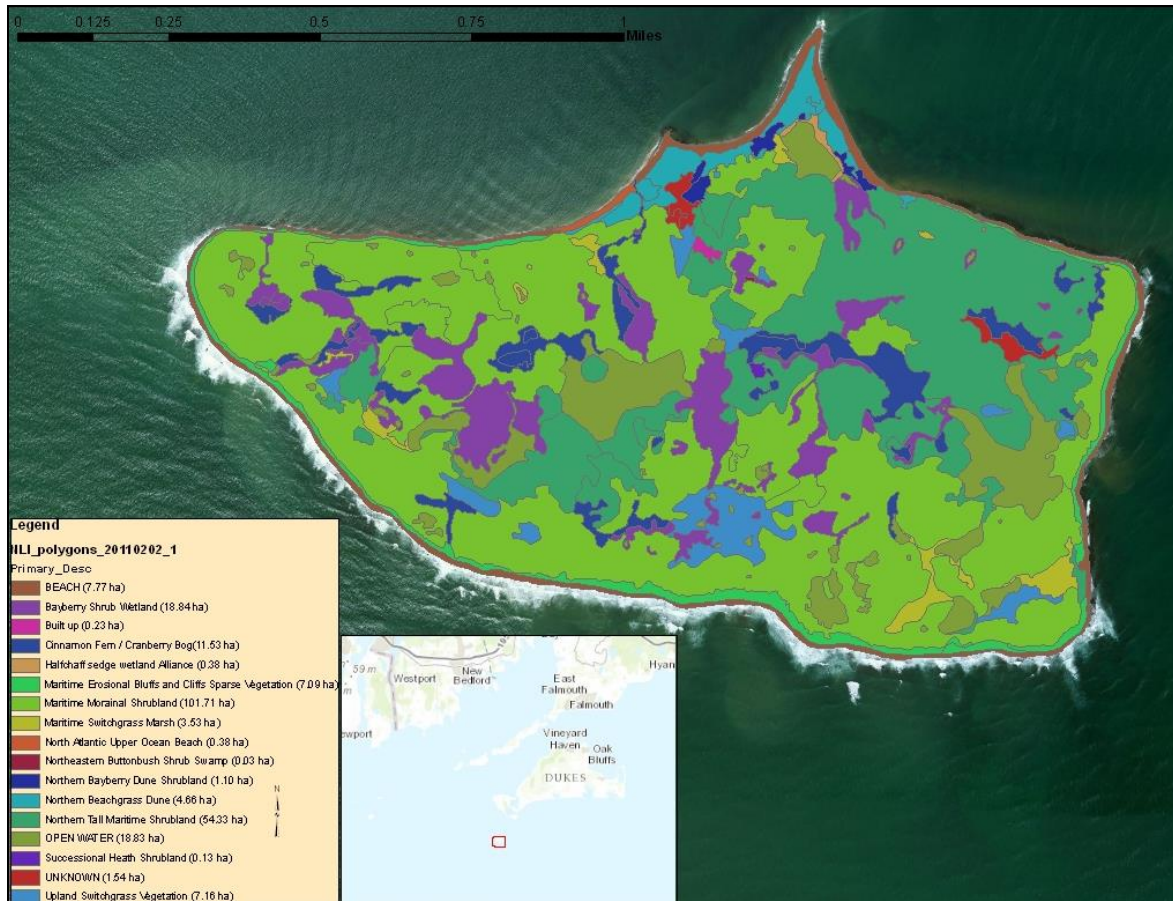 0 0.125 0.25 0.5 0.75 1
Miles
Legend
NLI_polygons_20110202_1
Primary_Desc
BEACH (7.77 ha)
Bayberry Shrub Wetland (18.84 ha)
Built up (0.23 ha)
Cinnamon Fern / Cranberry Bog(11.53 ha)
Halfchaff sedge wetland Alliance (0.38 ha)
Maritime Erosional Bluffs and Cliffs Sparse Vegetation (7.09 ha)
Maritime Morainal Shrubland (101.71 ha)
Maritime Switchgrass Marsh (3.53 ha)
North Atlantic Upper Ocean Beach (0.38 ha)
Northeastern Buttonbush Shrub Swamp (0.03 ha)
Northern Bayberry Dune Shrubland (1.10 ha)
Northern Beachgrass Dune (4.66 ha)
Northern Tall Maritime Shrubland (54.33 ha)
OPEN WATER (18.83 ha)
Successional Heath Shrubland (0.13 ha)
UNKNOWN (1.54 ha)
Upland Switchgrass Vegetation (7.16 ha)
N
59 m
Westport
New
Bedford
East
Falmouth
Hyan
Falmouth
ewport
Vineyard
Haven
Oak
Bluffs
DUKES